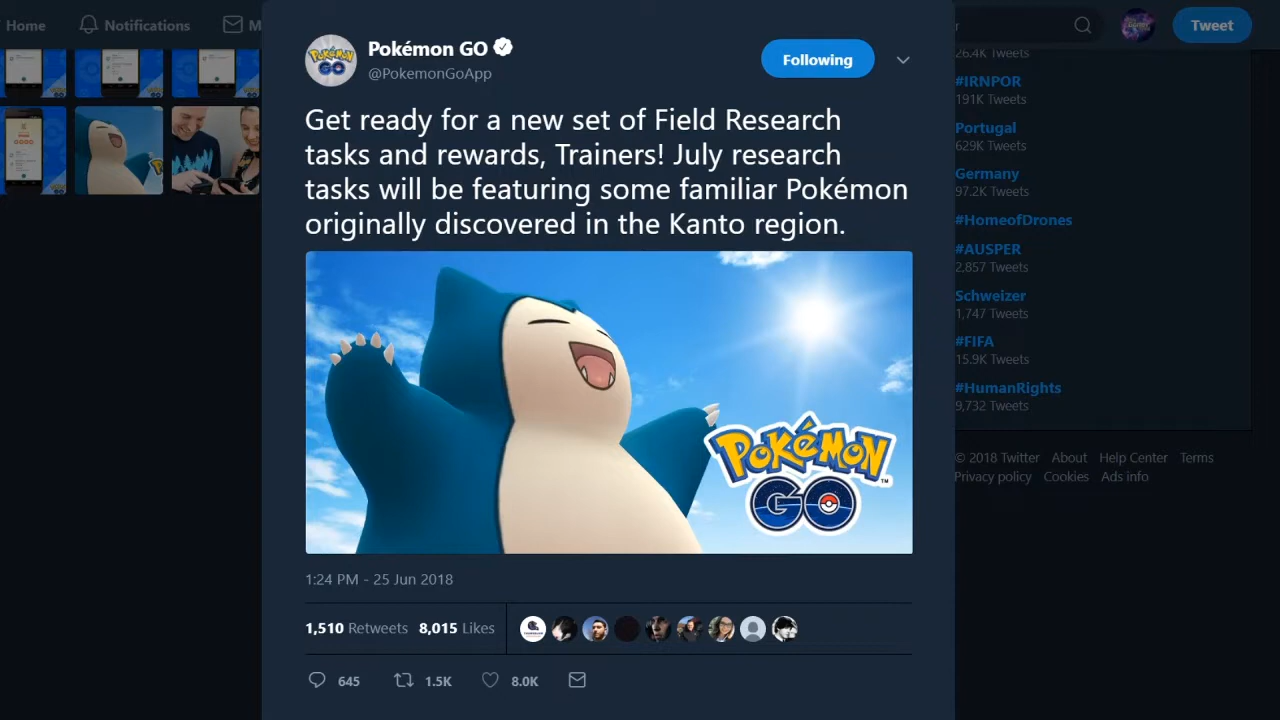 Home
Notifications
M
r
Tweet
Pokémon GO
@PokemonGoApp
Following
Get ready for a new set of Field Research
tasks and rewards, Trainers! July research
tasks will be featuring some familiar Pokémon
originally discovered in the Kanto region.
POKéMON
GO
TM
1:24 PM - 25 Jun 2018
1,510 Retweets 8,015 Likes
645
1.5K
8.0K
26.4K Tweets
#IRNPOR
191K Tweets
Portugal
629K Tweets
Germany
97.2K Tweets
#HomeofDrones
#AUSPER
2,857 Tweets
Schweizer
1,747 Tweets
#FIFA
15.9K Tweets
#HumanRights
9,732 Tweets
© 2018 Twitter About Help Center Terms
Privacy policy Cookies Ads info